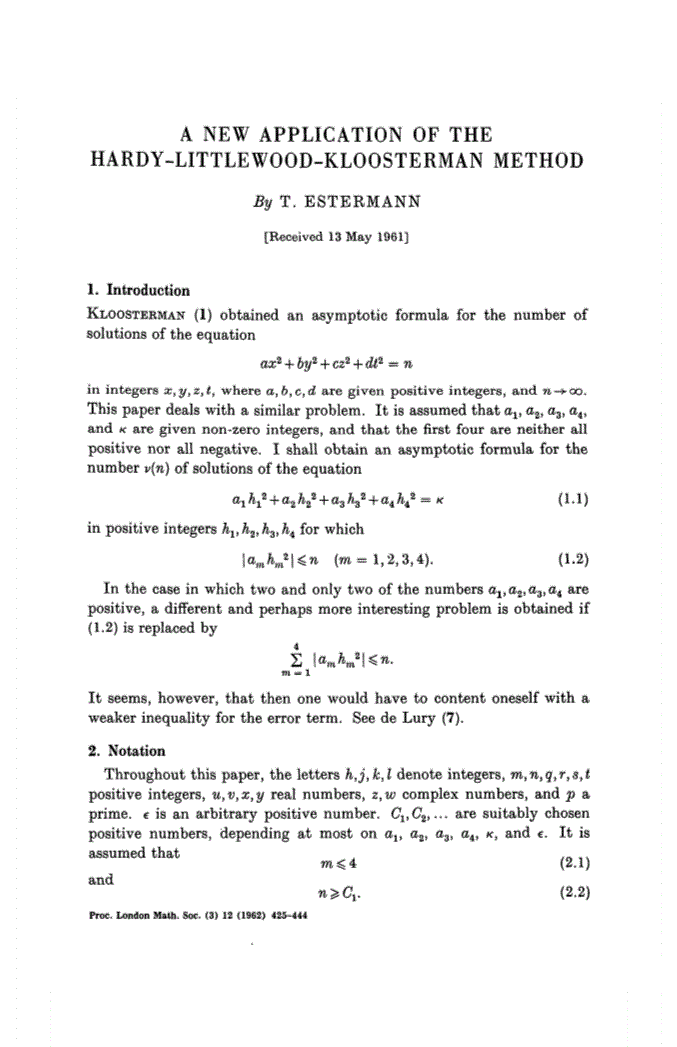 A NEW APPLICATION OF THE
HARDY–LITTLEWOOD–KLOOSTERMAN METHOD
By T. ESTERMANN
[Received 13 May 1961]
1. Introduction
KLOOSTERMAN (1) obtained an asymptotic formula for the number of
solutions of the equation
ax² + by² + cz² + dt² = n
in integers x, y, z, t, where a, b, c, d are given positive integers, and n → ∞.
This paper deals with a similar problem. It is assumed that a₁, a₂, a₃, a₄,
and κ are given non-zero integers, and that the first four are neither all
positive nor all negative. I shall obtain an asymptotic formula for the
number ν(n) of solutions of the equation
a₁h₁² + a₂h₂² + a₃h₃² + a₄h₄² = κ (1.1)
in positive integers h₁, h₂, h₃, h₄ for which
|aₘhₘ²| ⩽ n (m = 1, 2, 3, 4). (1.2)
In the case in which two and only two of the numbers a₁, a₂, a₃, a₄ are
positive, a different and perhaps more interesting problem is obtained if
(1.2) is replaced by
4
∑ |aₘhₘ²| ⩽ n.
m = 1
It seems, however, that then one would have to content oneself with a
weaker inequality for the error term. See de Lury (7).
2. Notation
Throughout this paper, the letters h, j, k, l denote integers, m, n, q, r, s, t
positive integers, u, v, x, y real numbers, z, w complex numbers, and p a
prime. ϵ is an arbitrary positive number. C₁, C₂, ... are suitably chosen
positive numbers, depending at most on a₁, a₂, a₃, a₄, κ, and ϵ. It is
assumed that
m ⩽ 4 (2.1)
and
n ⩾ C₁. (2.2)
Proc. London Math. Soc. (3) 12 (1962) 425–444